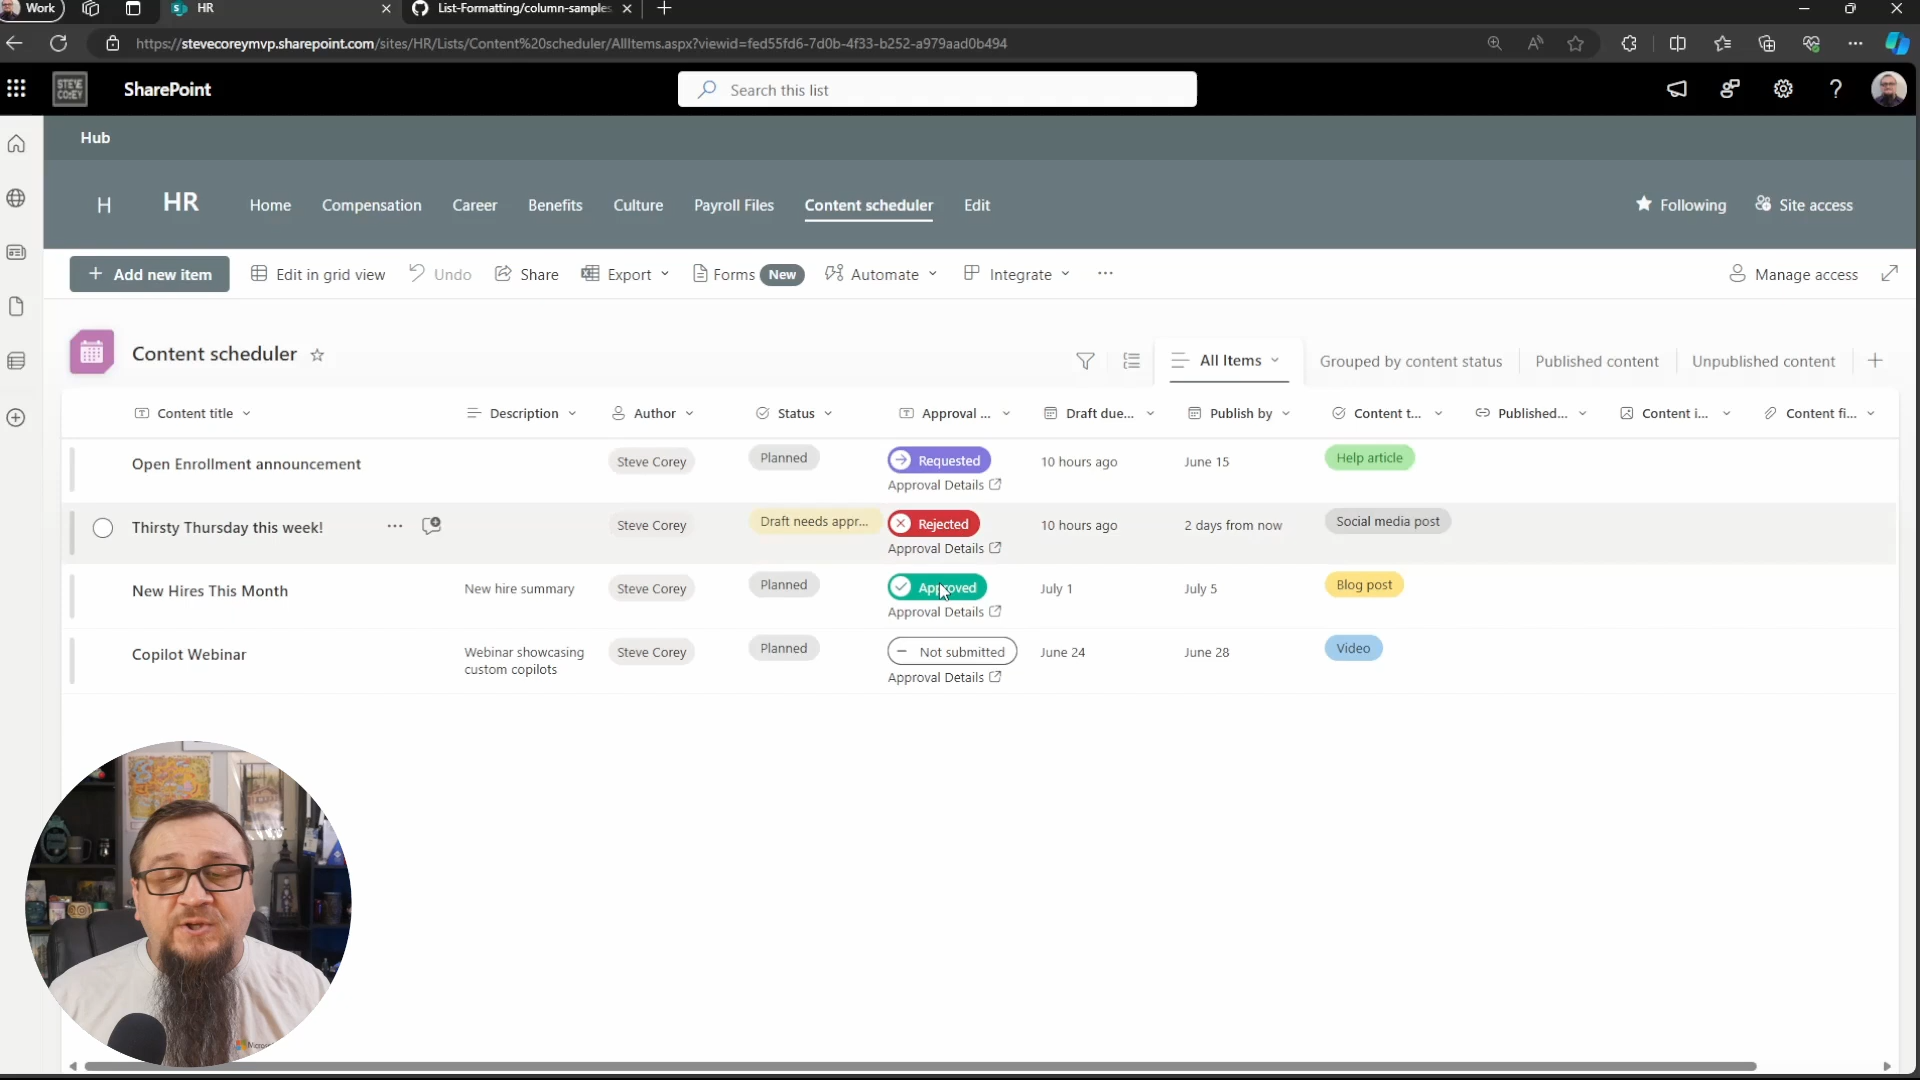 Work
HR
List-Formatting/column-samples
https://stevecoreymvp.sharepoint.com/sites/HR/Lists/Content%20scheduler/AllItems.aspx?viewid=fed55fd6-7d0b-4f33-b252-a979aad0b494
STEVE
COREY
SharePoint
Search this list
Hub
H
HR
Home
Compensation
Career
Benefits
Culture
Payroll Files
Content scheduler
Edit
Following
Site access
+ Add new item
Edit in grid view
Undo
Share
Export
Forms
New
Automate
Integrate
Manage access
Content scheduler
All Items
Grouped by content status
Published content
Unpublished content
Content title
Description
Author
Status
Approval ...
Draft due...
Publish by
Content t...
Published...
Content i...
Content fi...
Open Enrollment announcement
Steve Corey
Planned
Requested
Approval Details
10 hours ago
June 15
Help article
Thirsty Thursday this week!
Steve Corey
Draft needs appr...
Rejected
Approval Details
10 hours ago
2 days from now
Social media post
New Hires This Month
New hire summary
Steve Corey
Planned
Approved
Approval Details
July 1
July 5
Blog post
Copilot Webinar
Webinar showcasing
custom copilots
Steve Corey
Planned
Not submitted
Approval Details
June 24
June 28
Video